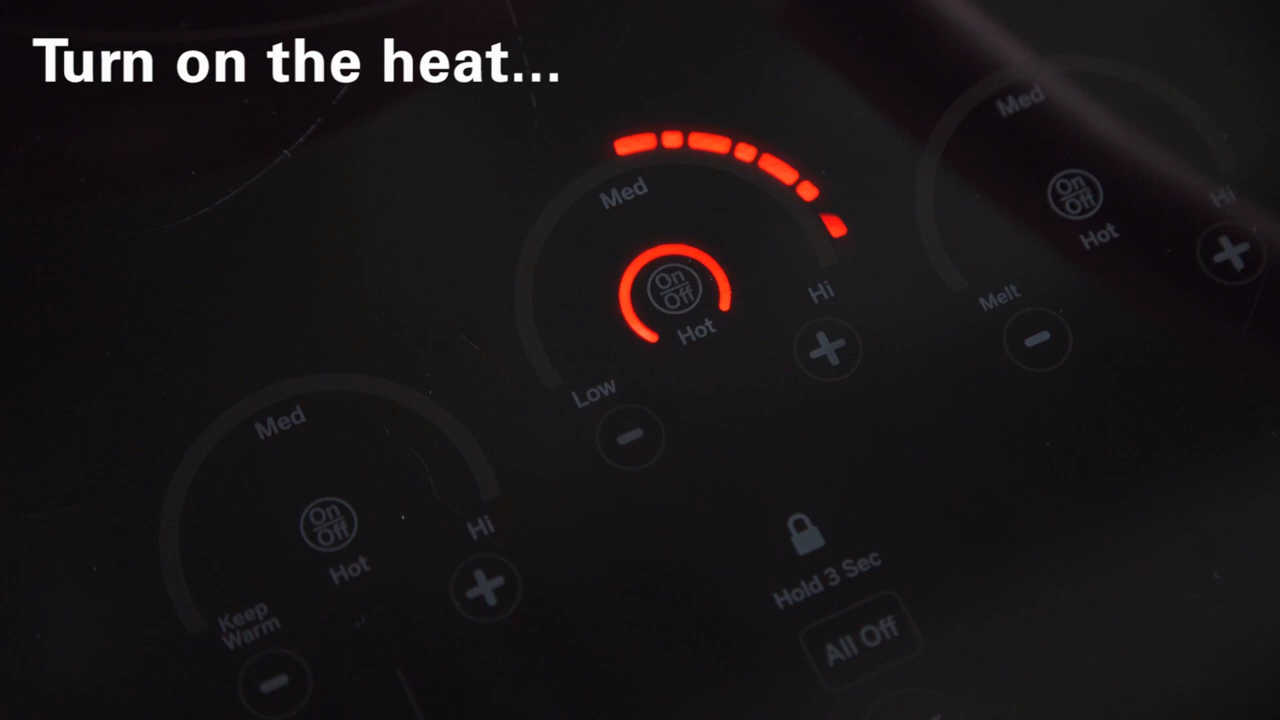 Turn on the heat...
Med
On
Off
Hot
Hi
Melt
Med
On
Off
Hot
Hi
Low
Med
On
Off
Hot
Hi
Keep
Warm
Hold 3 Sec
All Off